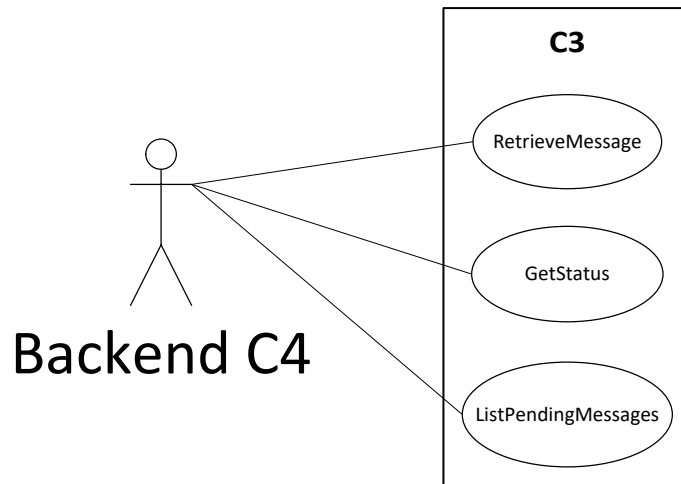 C3
RetrieveMessage
GetStatus
Backend C4
ListPendingMessages